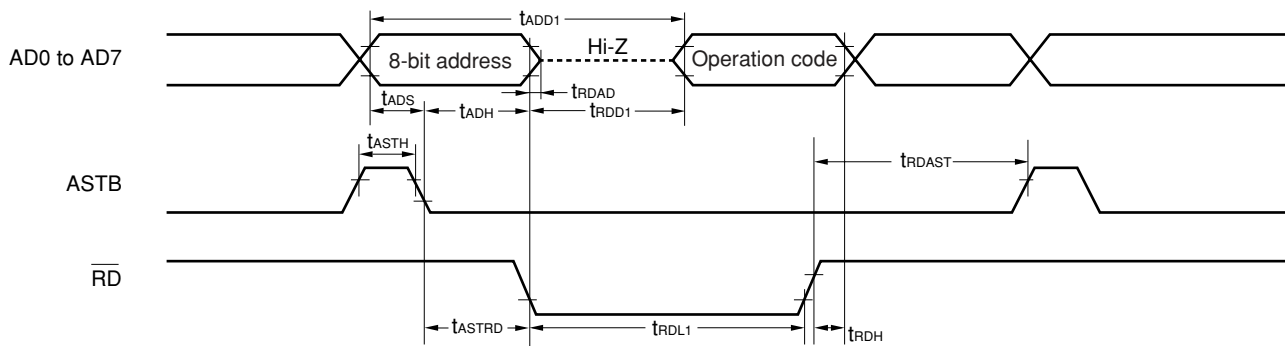 tADD1
AD0 to AD7
8-bit address
Hi-Z
Operation code
tADS
tADH
tRDAD
tRDD1
tASTH
tRDAST
ASTB
RD
tASTRD
tRDL1
tRDH